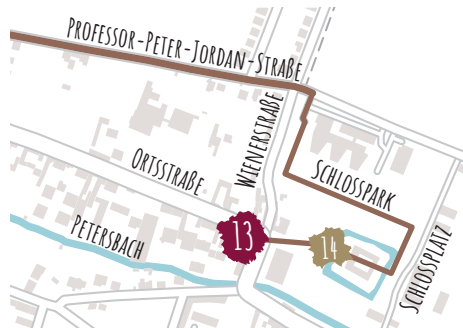 PROFESSOR-PETER-JORDAN-STRAßE
WIENERSTRAßE
ORTSSTRAßE
SCHLOSSPARK
PETERSBACH
13
14
SCHLOSSPLATZ